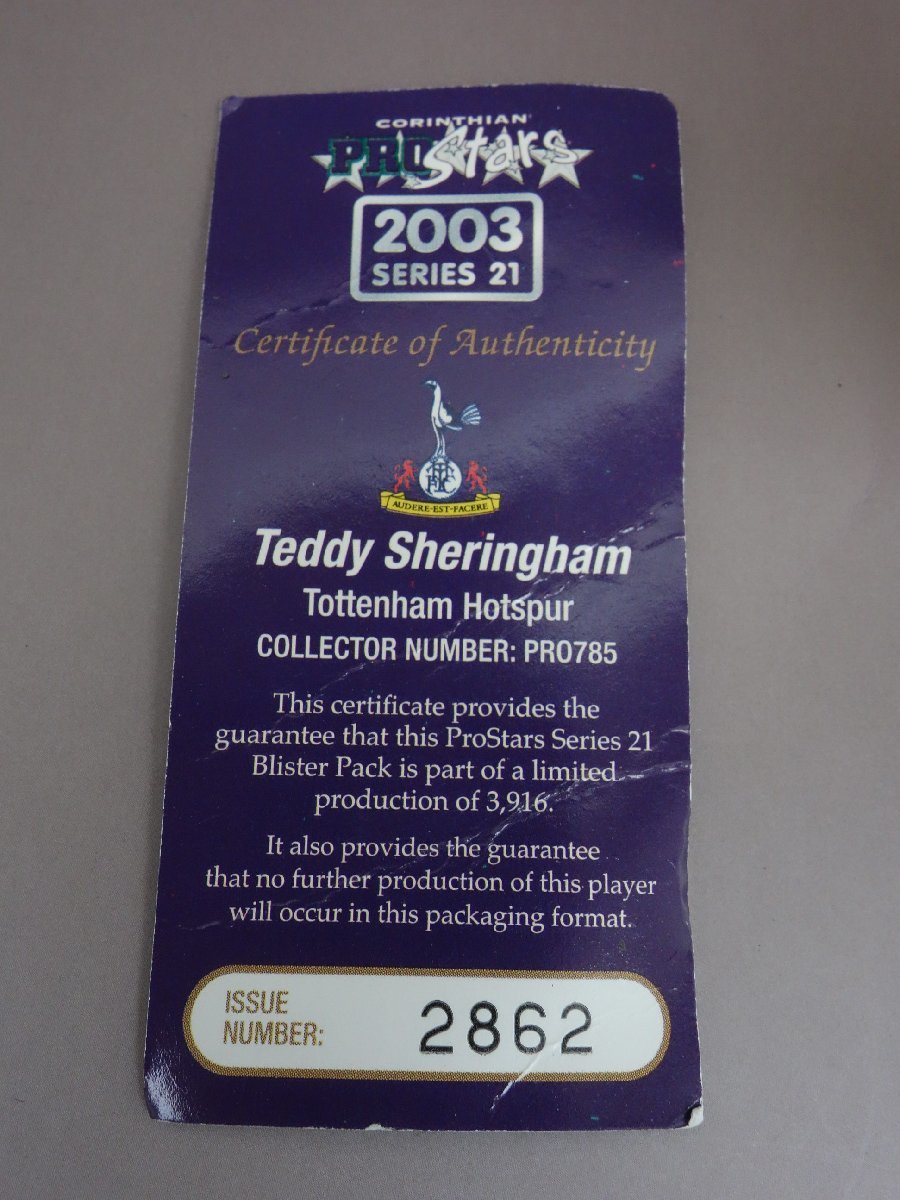 CORINTHIAN
PROStars
2003
SERIES 21
Certificate of Authenticity
AUDERE-EST-FACERE
Teddy Sheringham
Tottenham Hotspur
COLLECTOR NUMBER: PRO785
This certificate provides the
guarantee that this ProStars Series 21
Blister Pack is part of a limited
production of 3,916.
It also provides the guarantee
that no further production of this player
will occur in this packaging format.
ISSUE
NUMBER:
2862